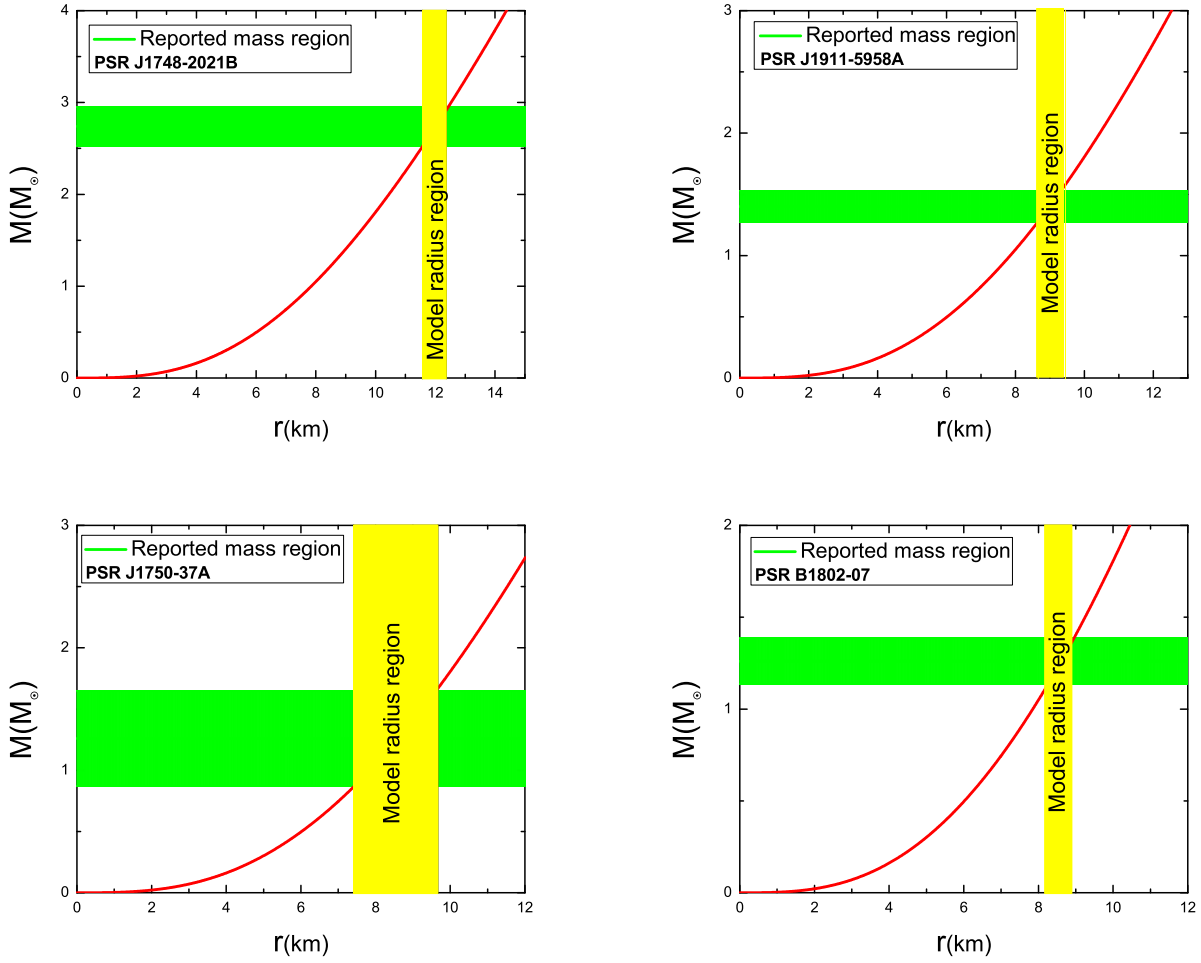 4
3
2
1
0
M(M☉)
Reported mass region
PSR J1748-2021B
Model radius region
0 2 4 6 8 10 12 14
r(km)
3
2
1
0
M(M☉)
Reported mass region
PSR J1911-5958A
Model radius region
0 2 4 6 8 10 12
r(km)
3
2
1
0
M(M☉)
Reported mass region
PSR J1750-37A
Model radius region
0 2 4 6 8 10 12
r(km)
2
1
0
M(M☉)
Reported mass region
PSR B1802-07
Model radius region
0 2 4 6 8 10 12
r(km)